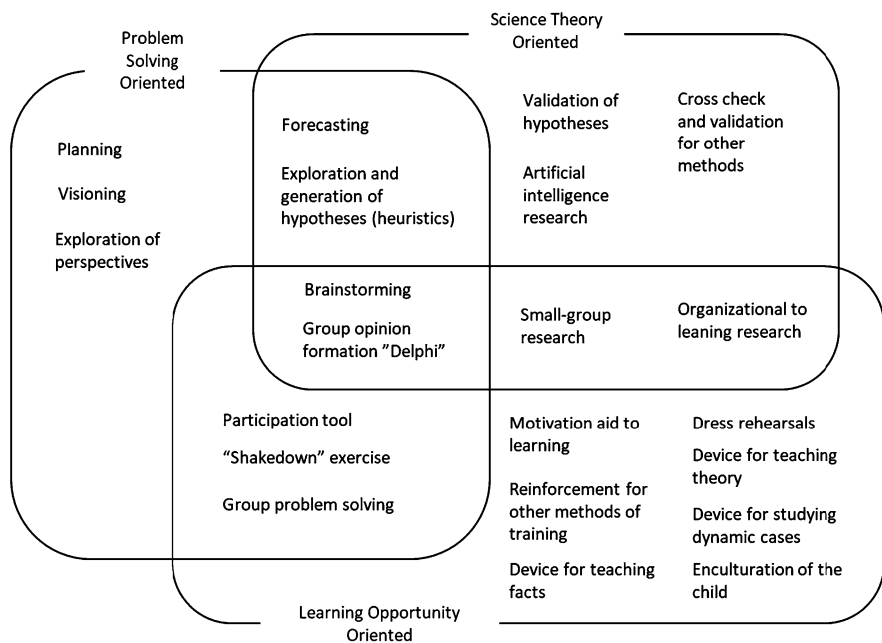 Problem
Solving
Oriented
Science Theory
Oriented
Planning
Visioning
Exploration of
perspectives
Forecasting
Exploration and
generation of
hypotheses (heuristics)
Validation of
hypotheses
Artificial
intelligence
research
Cross check
and validation
for other
methods
Brainstorming
Group opinion
formation ”Delphi”
Small-group
research
Organizational to
leaning research
Participation tool
“Shakedown” exercise
Group problem solving
Motivation aid to
learning
Reinforcement for
other methods of
training
Device for teaching
facts
Dress rehearsals
Device for teaching
theory
Device for studying
dynamic cases
Enculturation of the
child
Learning Opportunity
Oriented